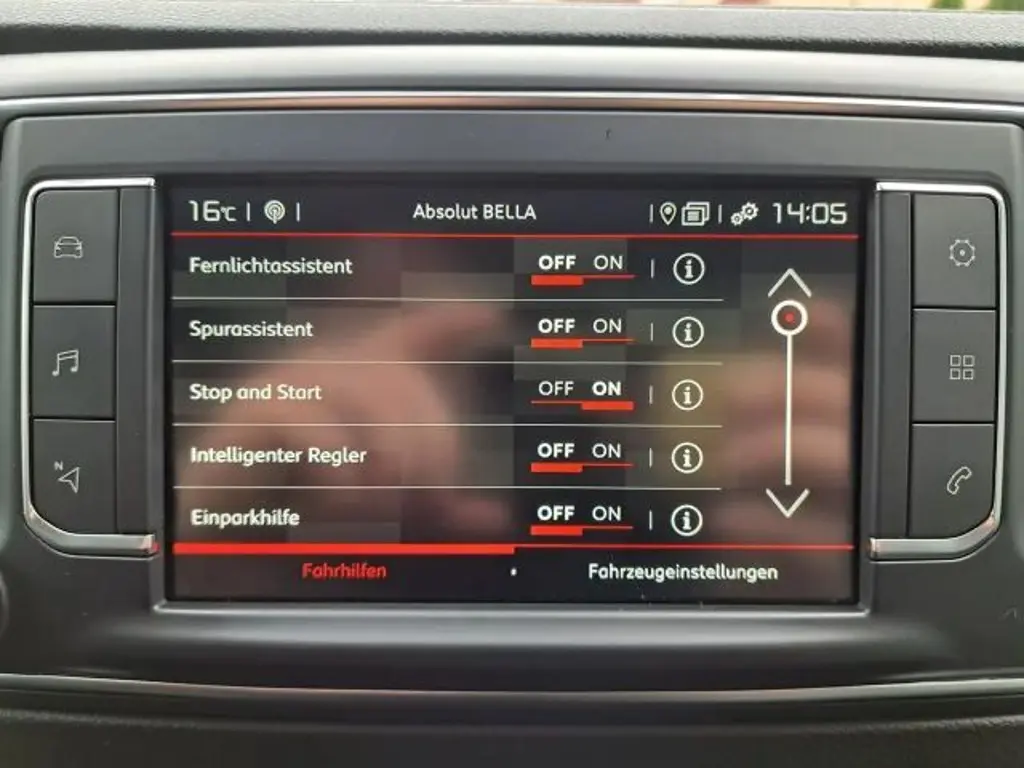 16°C | | Absolut BELLA | | 14:05
Fernlichtassistent OFF ON | i
Spurassistent OFF ON | i
Stop and Start OFF ON | i
Intelligenter Regler OFF ON | i
Einparkhilfe OFF ON | i
Fahrhilfen • Fahrzeugeinstellungen
N